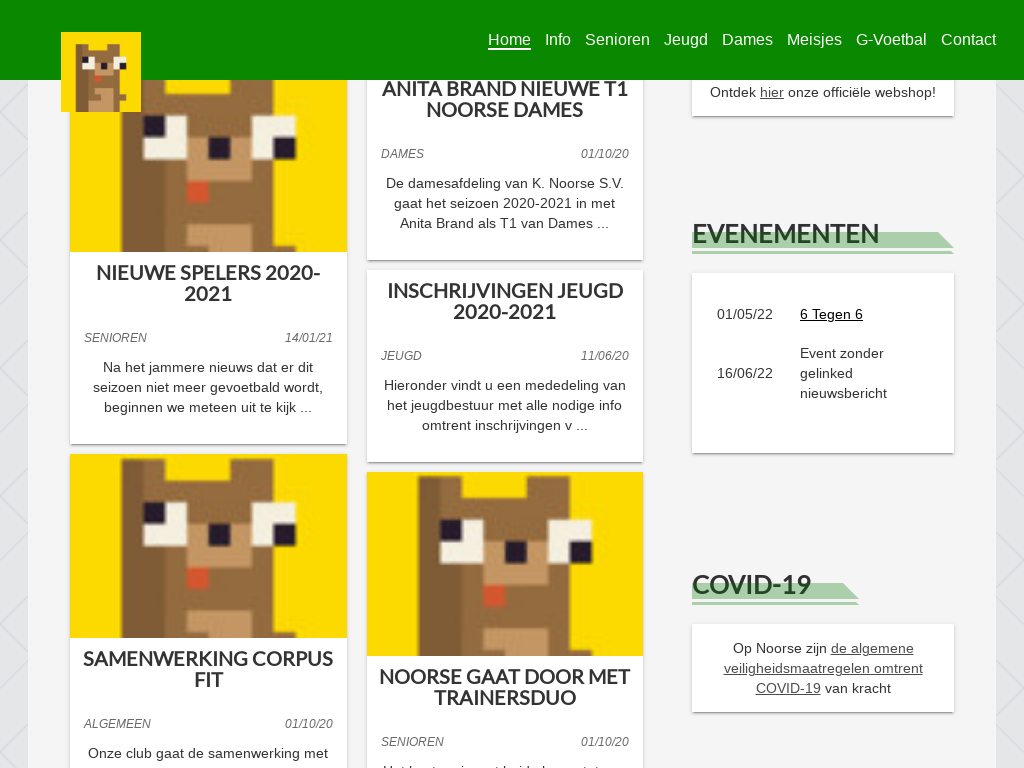 Home Info Senioren Jeugd Dames Meisjes G-Voetbal Contact
NIEUWE SPELERS 2020-
2021
SENIOREN 14/01/21
Na het jammere nieuws dat er dit
seizoen niet meer gevoetbald wordt,
beginnen we meteen uit te kijk ...
SAMENWERKING CORPUS
FIT
ALGEMEEN 01/10/20
Onze club gaat de samenwerking met
ANITA BRAND NIEUWE T1
NOORSE DAMES
DAMES 01/10/20
De damesafdeling van K. Noorse S.V.
gaat het seizoen 2020-2021 in met
Anita Brand als T1 van Dames ...
INSCHRIJVINGEN JEUGD
2020-2021
JEUGD 11/06/20
Hieronder vindt u een mededeling van
het jeugdbestuur met alle nodige info
omtrent inschrijvingen v ...
NOORSE GAAT DOOR MET
TRAINERSDUO
SENIOREN 01/10/20
Ontdek hier onze officiële webshop!
EVENEMENTEN
01/05/22 6 Tegen 6
16/06/22 Event zonder
gelinked
nieuwsbericht
COVID-19
Op Noorse zijn de algemene
veiligheidsmaatregelen omtrent
COVID-19 van kracht